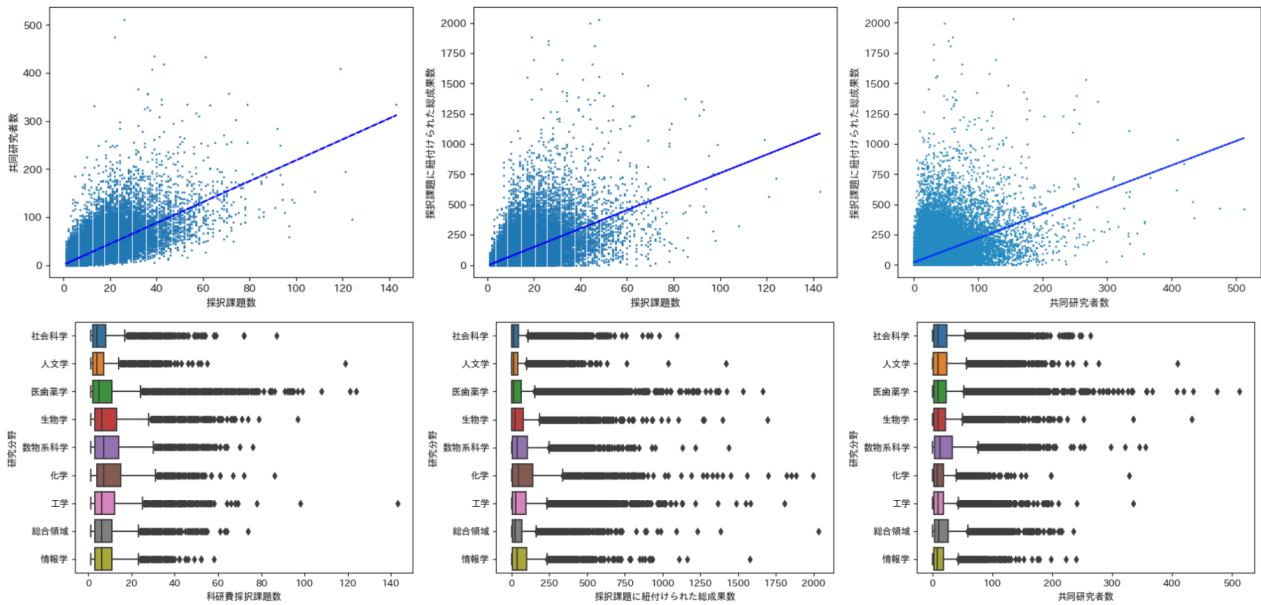 共同研究者数
500
400
300
200
100
0
0 20 40 60 80 100 120 140
採択課題数
採択課題に紐付けられた総成果数
2000
1750
1500
1250
1000
750
500
250
0
0 20 40 60 80 100 120 140
採択課題数
採択課題に紐付けられた総成果数
2000
1750
1500
1250
1000
750
500
250
0
0 100 200 300 400 500
共同研究者数
研究分野
社会科学
人文学
医歯薬学
生物学
数物系科学
化学
工学
総合領域
情報学
0 20 40 60 80 100 120 140
科研費採択課題数
研究分野
社会科学
人文学
医歯薬学
生物学
数物系科学
化学
工学
総合領域
情報学
0 250 500 750 1000 1250 1500 1750 2000
採択課題に紐付けられた総成果数
研究分野
社会科学
人文学
医歯薬学
生物学
数物系科学
化学
工学
総合領域
情報学
0 100 200 300 400 500
共同研究者数